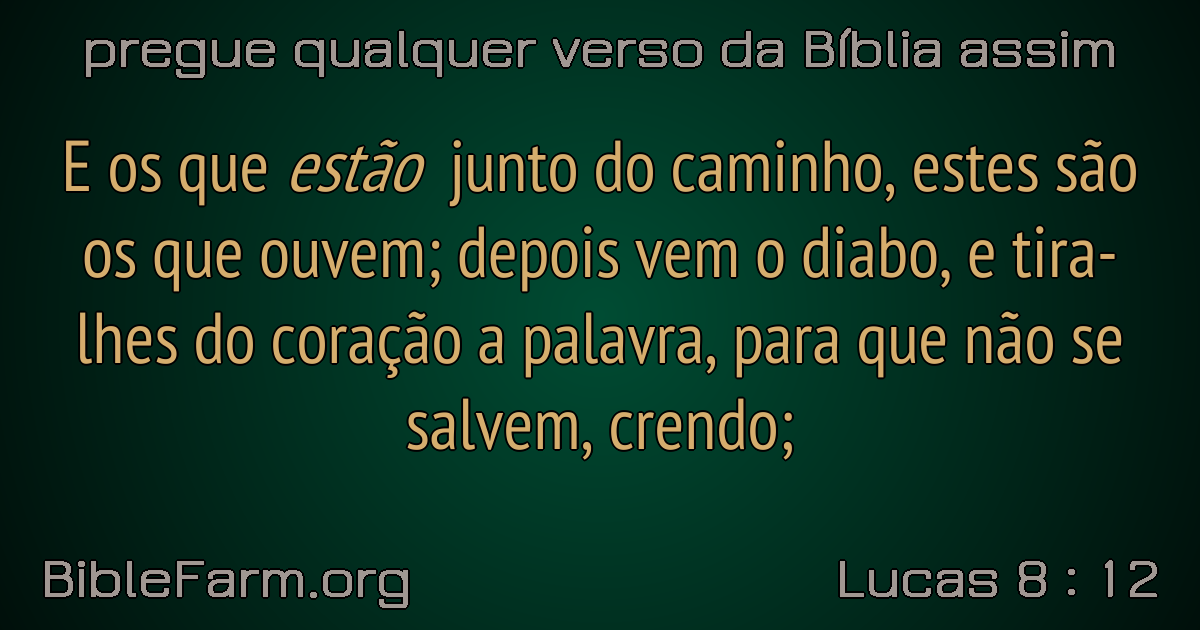 pregue qualquer verso da Bíblia assim
E os que estão junto do caminho, estes são
os que ouvem; depois vem o diabo, e tira-
lhes do coração a palavra, para que não se
salvem, crendo;
BibleFarm.org
Lucas 8 : 12